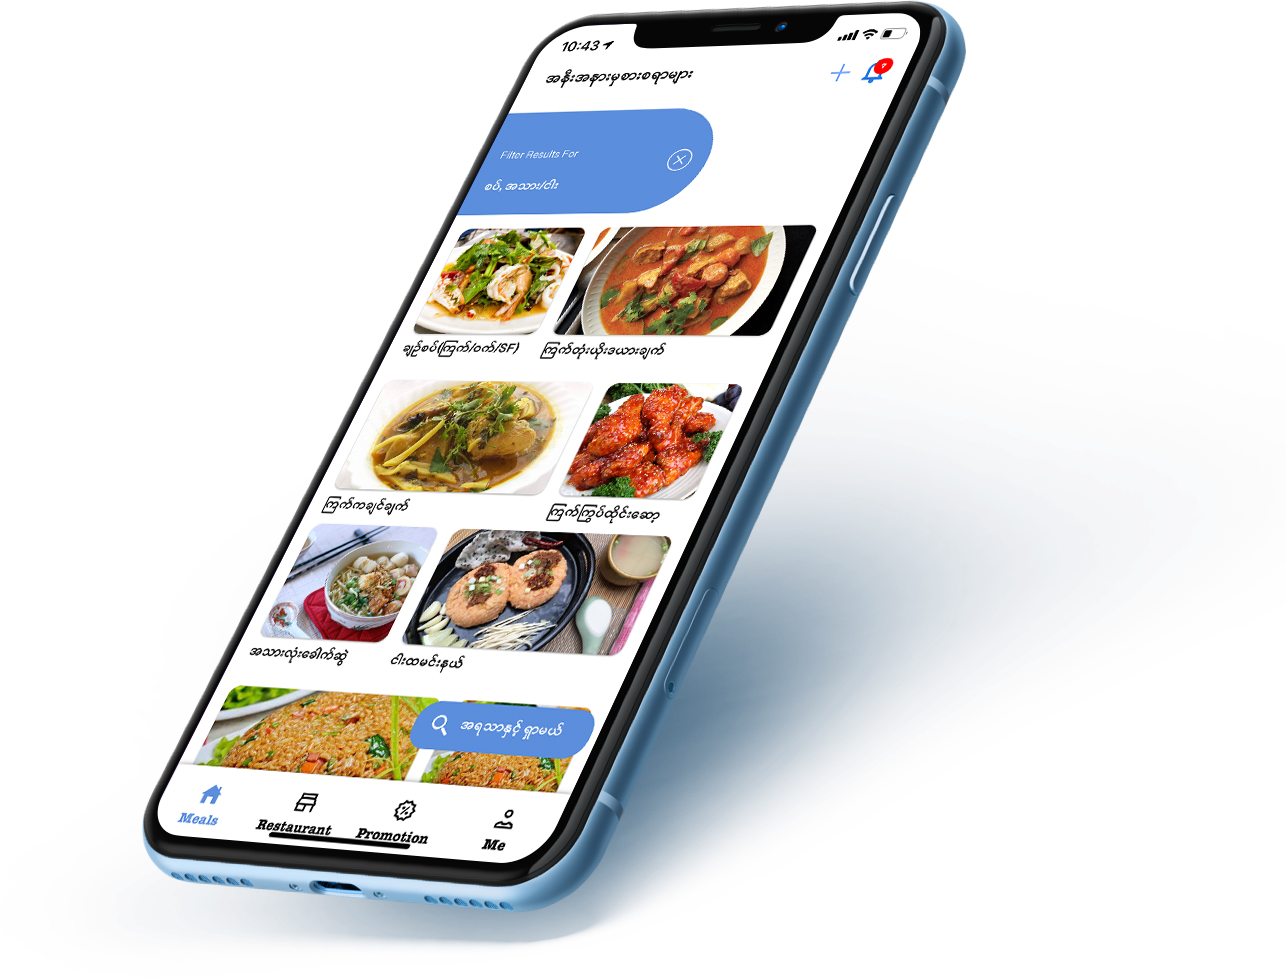 10:43
အနီးအနားမှစားစရာများ
7
Filter Results For
စပ်, အသား/ငါး
ချဉ်စပ်(ကြက်/ဝက်/SF)
ကြက်တုံးယိုးဒယားချက်
ကြက်ကချင်ချက်
ကြက်ကြွပ်ထိုင်းဆော့
အသားလုံးခေါက်ဆွဲ
ငါးထမင်းနယ်
အရသာနှင့် ရှာမယ်
Meals
Restaurant
Promotion
Me